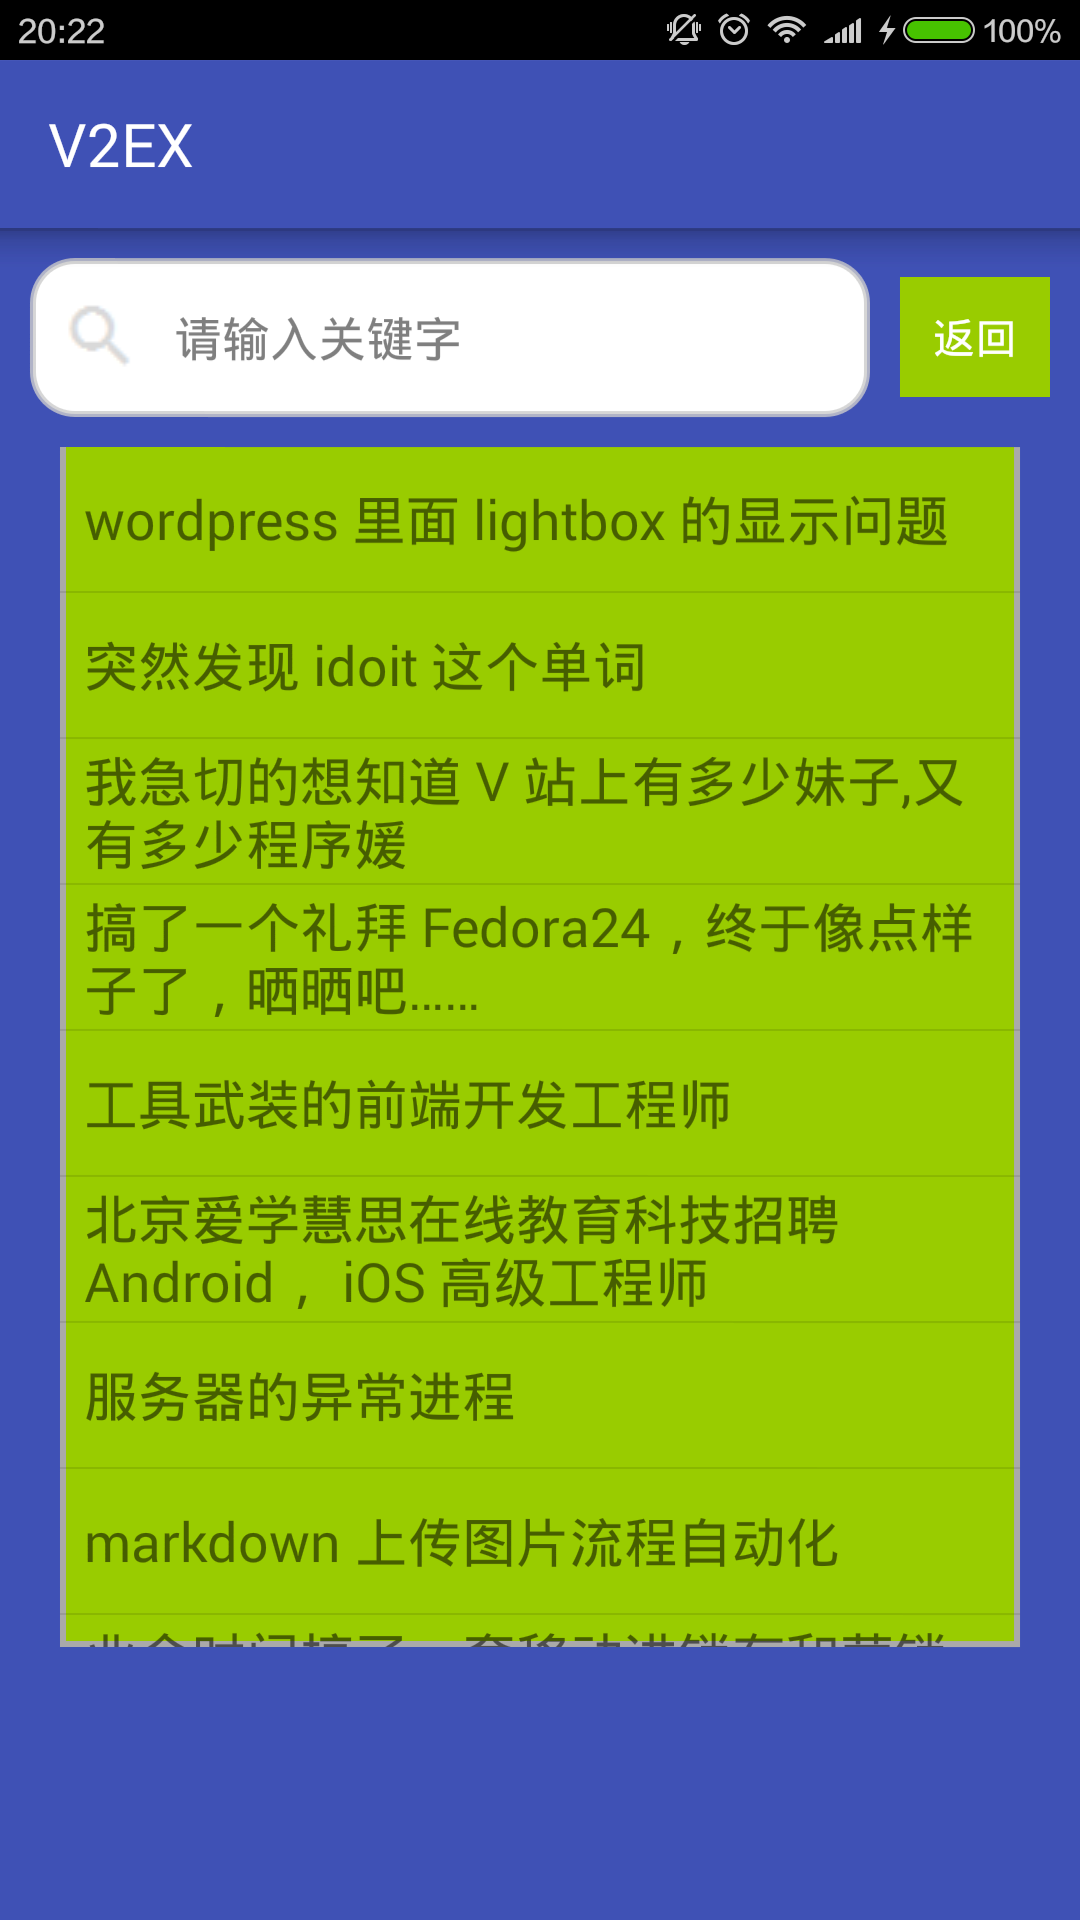 20:22
100%
V2EX
请输入关键字
返回
wordpress 里面 lightbox 的显示问题
突然发现 idoit 这个单词
我急切的想知道 V 站上有多少妹子,又
有多少程序媛
搞了一个礼拜 Fedora24，终于像点样
子了，晒晒吧……
工具武装的前端开发工程师
北京爱学慧思在线教育科技招聘
Android， iOS 高级工程师
服务器的异常进程
markdown 上传图片流程自动化